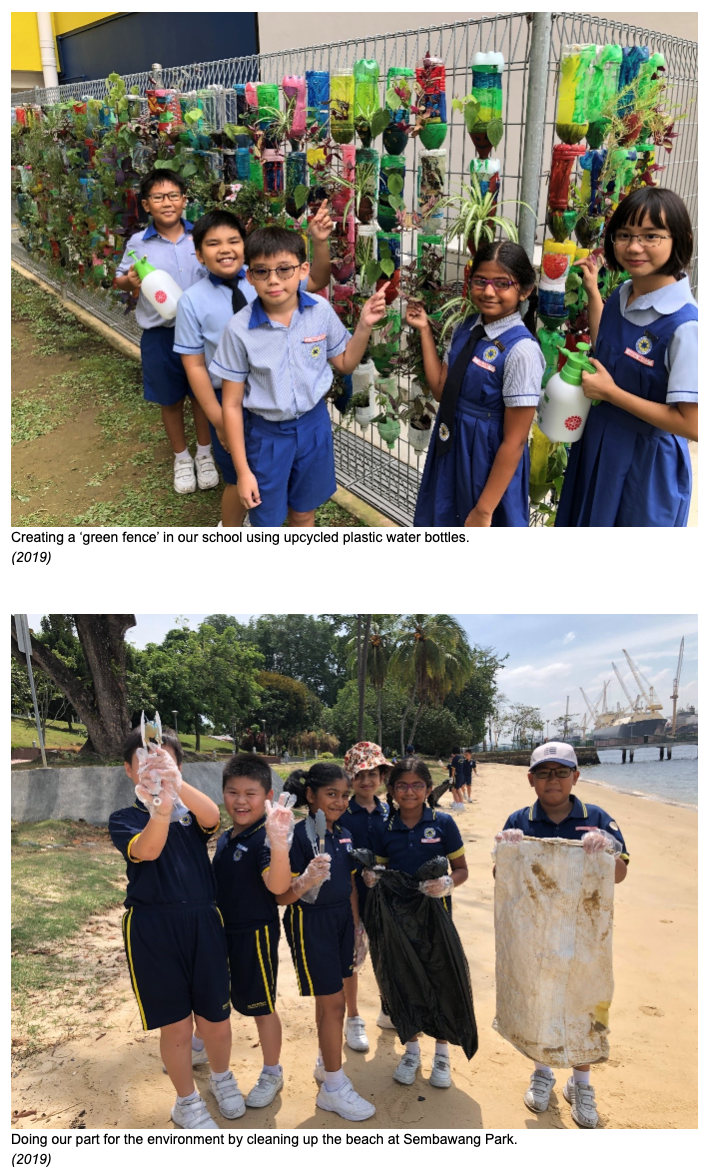 Creating a ‘green fence’ in our school using upcycled plastic water bottles.
(2019)
Doing our part for the environment by cleaning up the beach at Sembawang Park.
(2019)